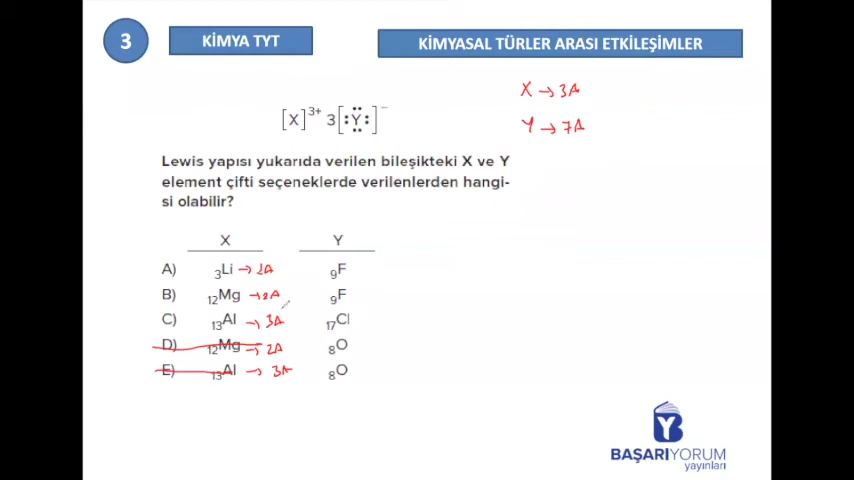 3
KİMYA TYT
KİMYASAL TÜRLER ARASI ETKİLEŞİMLER
X → 3A
[X]³⁺ 3[:Y:]⁻
Y → 7A
Lewis yapısı yukarıda verilen bileşikteki X ve Y
element çifti seçeneklerde verilenlerden hangi-
si olabilir?
X Y
A) ₃Li → 1A ₉F
B) ₁₂Mg → 2A ₉F
C) ₁₃Al → 3A ₁₇Cl
D) ₁₂Mg → 2A ₈O
E) ₁₃Al → 3A ₈O
BAŞARIYORUM
yayınları